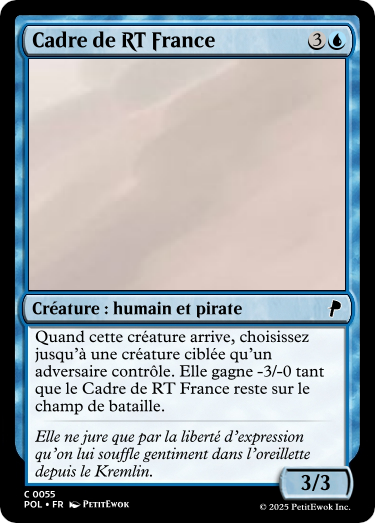 Cadre de RT France 3
Créature : humain et pirate
Quand cette créature arrive, choisissez
jusqu'à une créature ciblée qu'un
adversaire contrôle. Elle gagne -3/-0 tant
que le Cadre de RT France reste sur le
champ de bataille.
Elle ne jure que par la liberté d'expression
qu'on lui souffle gentiment dans l'oreillette
depuis le Kremlin.
3/3
C 0055
POL • FR PETITEWOK
© 2025 PetitEwok Inc.